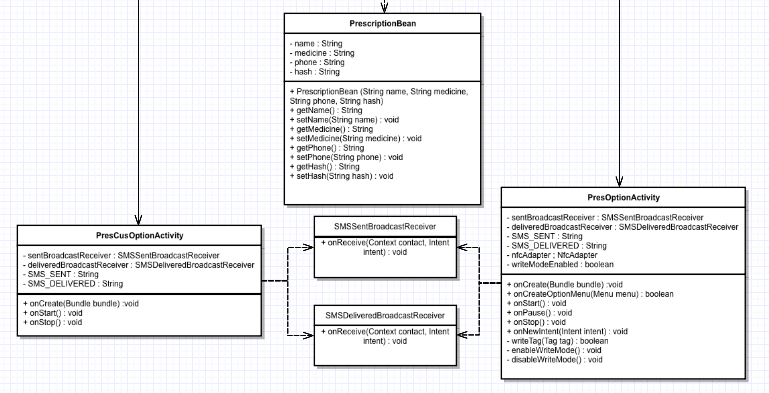 PrescriptionBean
- name : String
- medicine : String
- phone : String
- hash : String
+ PrescriptionBean (String name, String medicine,
String phone, String hash)
+ getName() : String
+ setName(String name) : void
+ getMedicine() : String
+ setMedicine(String medicine) : void
+ getPhone() : String
+ setPhone(String phone) : void
+ getHash() : String
+ setHash(String hash) : void
PresCusOptionActivity
- sentBroadcastReceiver : SMSSentBroadcastReceiver
- deliveredBroadcastReceiver : SMSDeliveredBroadcastReceiver
- SMS_SENT : String
- SMS_DELIVERED : String
+ onCreate(Bundle bundle) :void
+ onStart() : void
+ onStop() : void
SMSSentBroadcastReceiver
+ onReceive(Context contact, Intent
intent) : void
SMSDeliveredBroadcastReceiver
+ onReceive(Context contact, Intent
intent) : void
PresOptionActivity
- sentBroadcastReceiver : SMSSentBroadcastReceiver
- deliveredBroadcastReceiver : SMSDeliveredBroadcastReceiver
- SMS_SENT : String
- SMS_DELIVERED : String
- nfcAdapter ; NfcAdapter
- writeModeEnabled : boolean
+ onCreate(Bundle bundle) :void
+ onCreateOptionMenu(Menu menu) : boolean
+ onStart() : void
+ onPause() : void
+ onStop() : void
+ onNewIntent(Intent intent) : void
- writeTag(Tag tag) : boolean
- enableWriteMode() : void
- disableWriteMode() : void